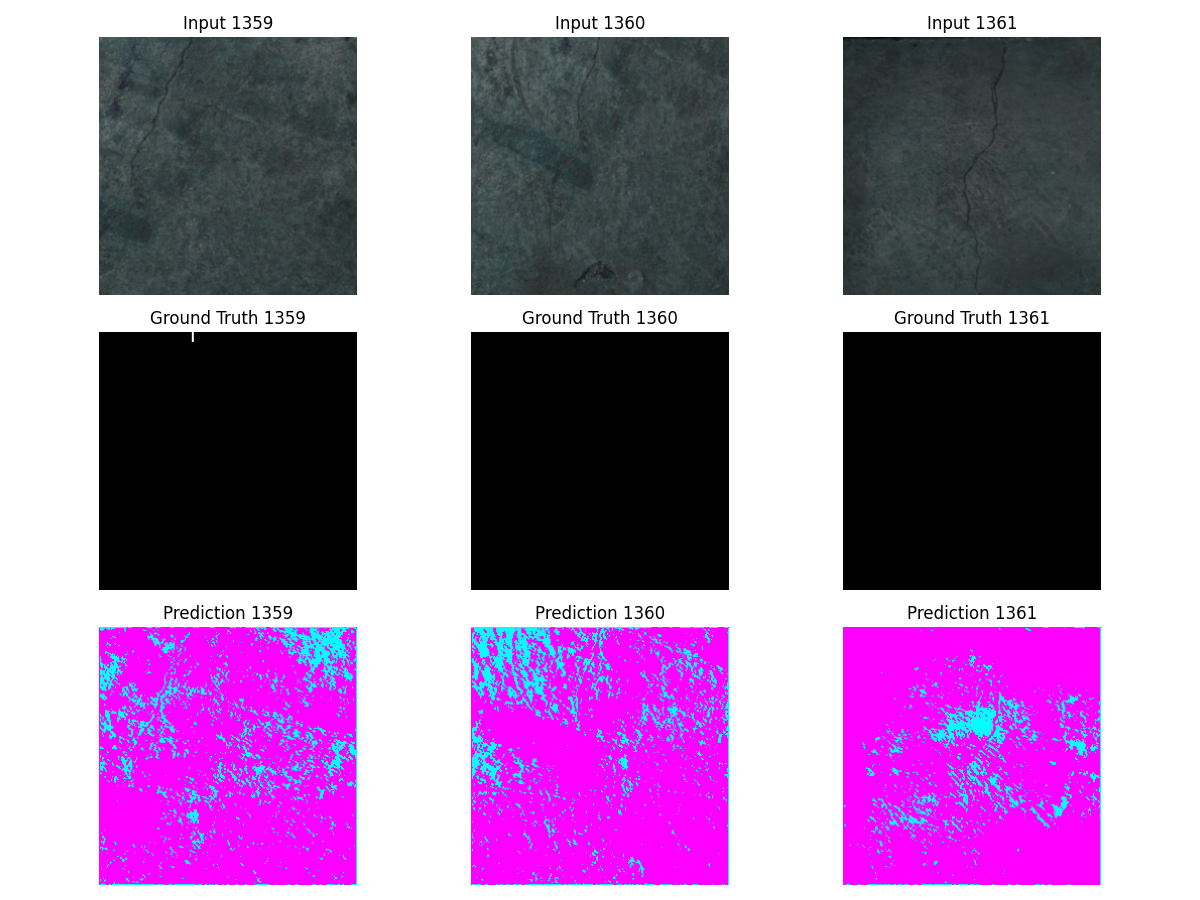 Input 1359
Input 1360
Input 1361
Ground Truth 1359
Ground Truth 1360
Ground Truth 1361
Prediction 1359
Prediction 1360
Prediction 1361